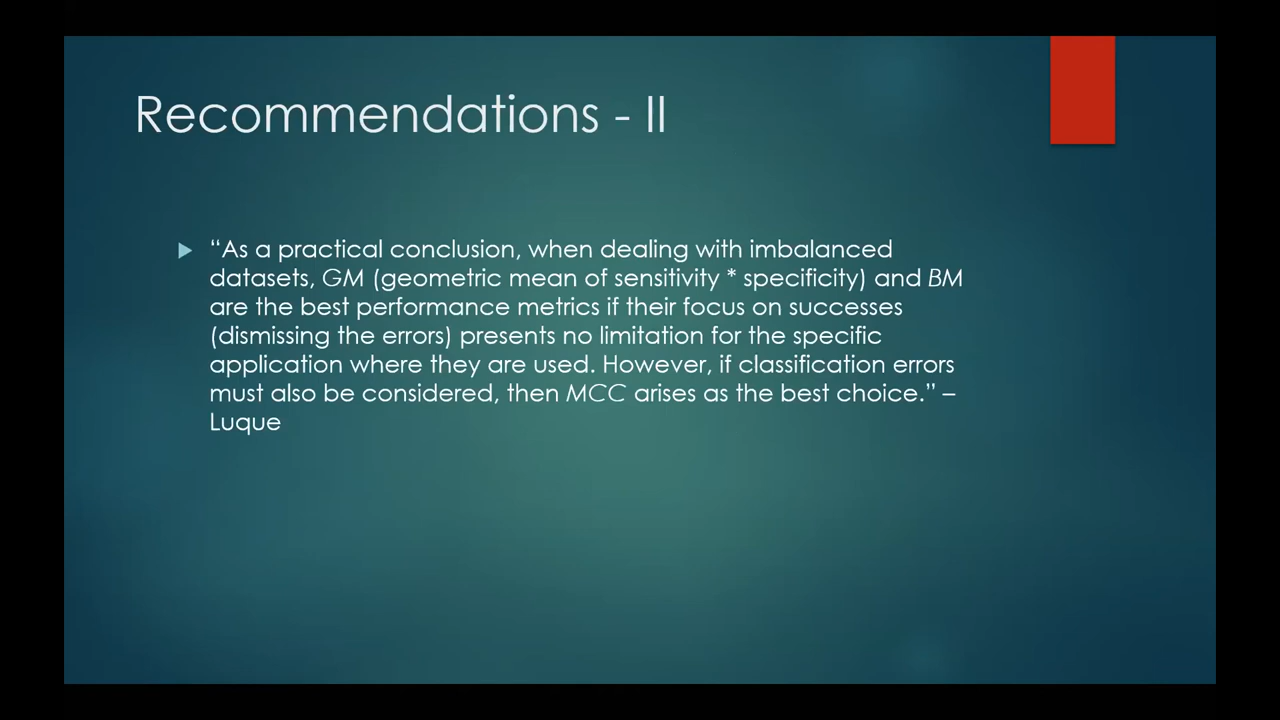 Recommendations - II
“As a practical conclusion, when dealing with imbalanced
datasets, GM (geometric mean of sensitivity * specificity) and BM
are the best performance metrics if their focus on successes
(dismissing the errors) presents no limitation for the specific
application where they are used. However, if classification errors
must also be considered, then MCC arises as the best choice.” –
Luque